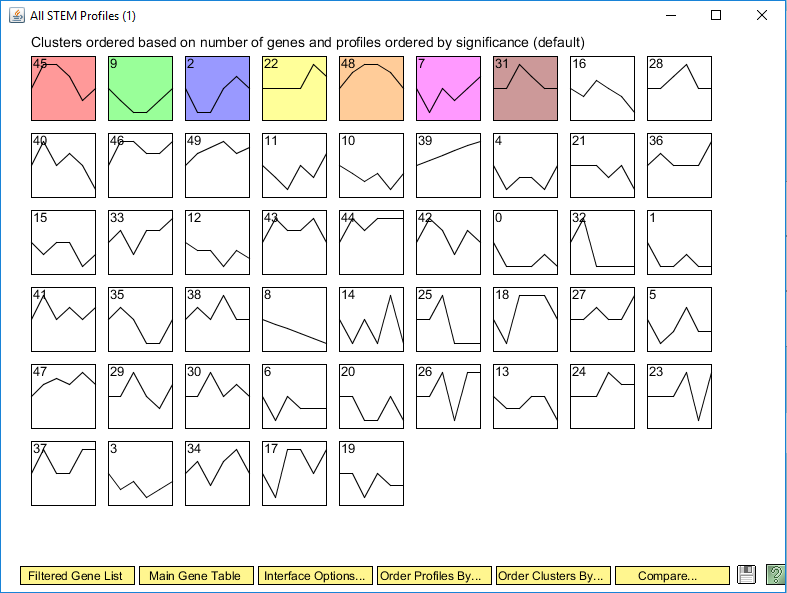 All STEM Profiles (1)
Clusters ordered based on number of genes and profiles ordered by significance (default)
45 9 2 22 48 7 31 16 28
40 46 49 11 10 39 4 21 36
15 33 12 43 44 42 0 32 1
41 35 38 8 14 25 18 27 5
47 29 30 6 20 26 13 24 23
37 3 34 17 19
Filtered Gene List Main Gene Table Interface Options... Order Profiles By... Order Clusters By... Compare... ?